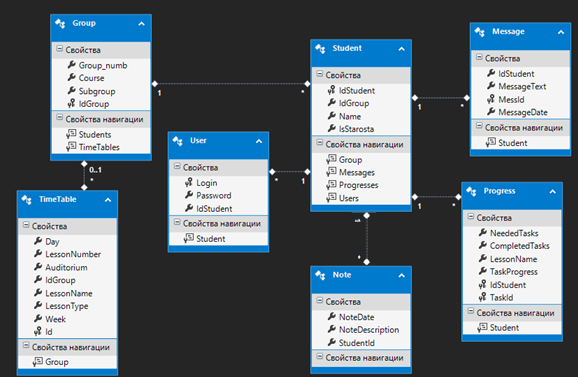 Group
Свойства
Group_numb
Course
Subgroup
IdGroup
Свойства навигации
Students
TimeTables
Student
Свойства
IdStudent
IdGroup
Name
IsStarosta
Свойства навигации
Group
Messages
Progresses
Users
Message
Свойства
IdStudent
MessageText
MessId
MessageDate
Свойства навигации
Student
User
Свойства
Login
Password
IdStudent
Свойства навигации
Student
TimeTable
Свойства
Day
LessonNumber
Auditorium
IdGroup
LessonName
LessonType
Week
Id
Свойства навигации
Group
Progress
Свойства
NeededTasks
CompletedTasks
LessonName
TaskProgress
IdStudent
TaskId
Свойства навигации
Student
Note
Свойства
NoteDate
NoteDescription
StudentId
Свойства навигации
1
*
1
*
0..1
*
*
1
1
*
*